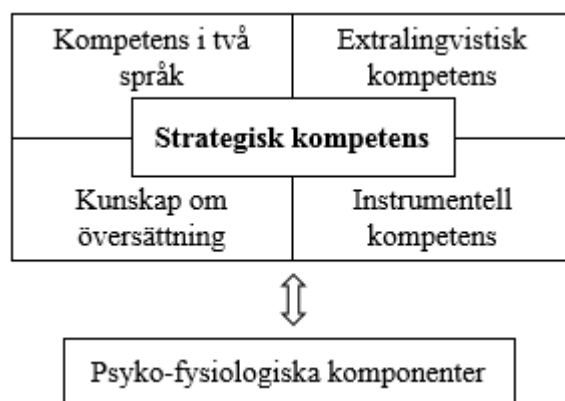 Kompetens i två
språk
Extralingvistisk
kompetens
Strategisk kompetens
Kunskap om
översättning
Instrumentell
kompetens
Psyko-fysiologiska komponenter